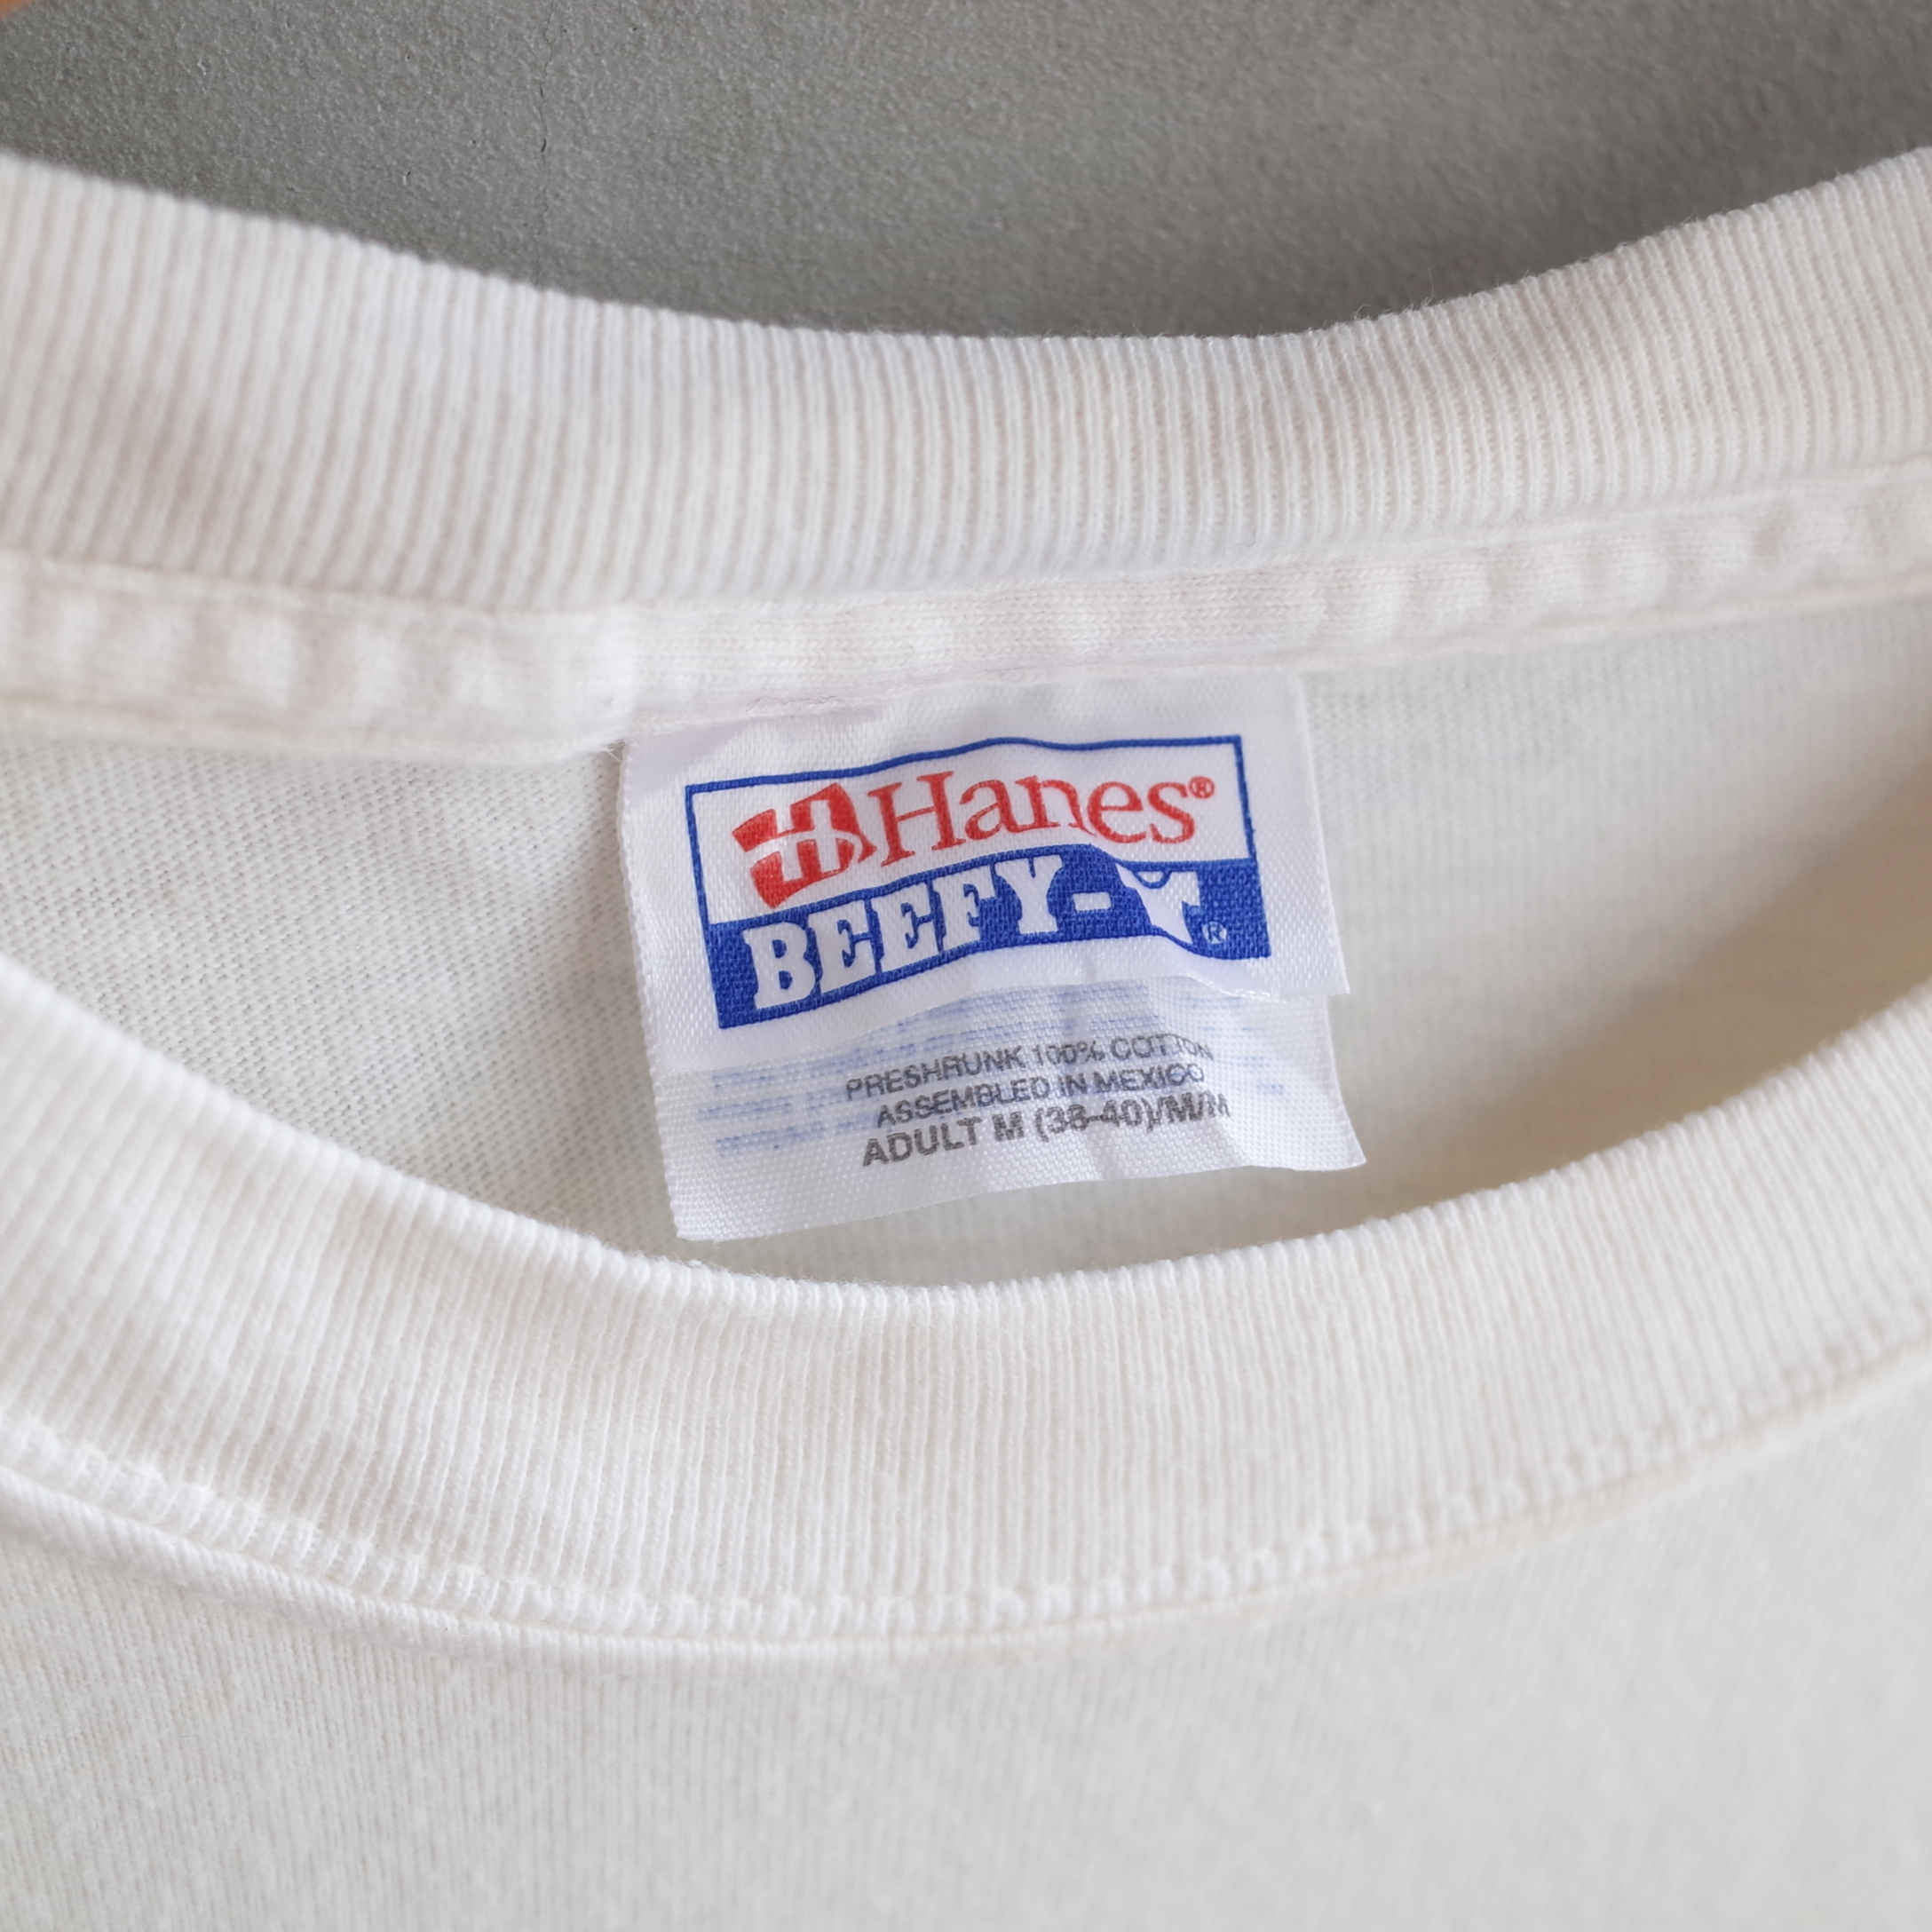 Hanes®
BEEFY-T®
PRESHRUNK 100% COTTON
ASSEMBLED IN MEXICO
ADULT M (38-40)/M/M